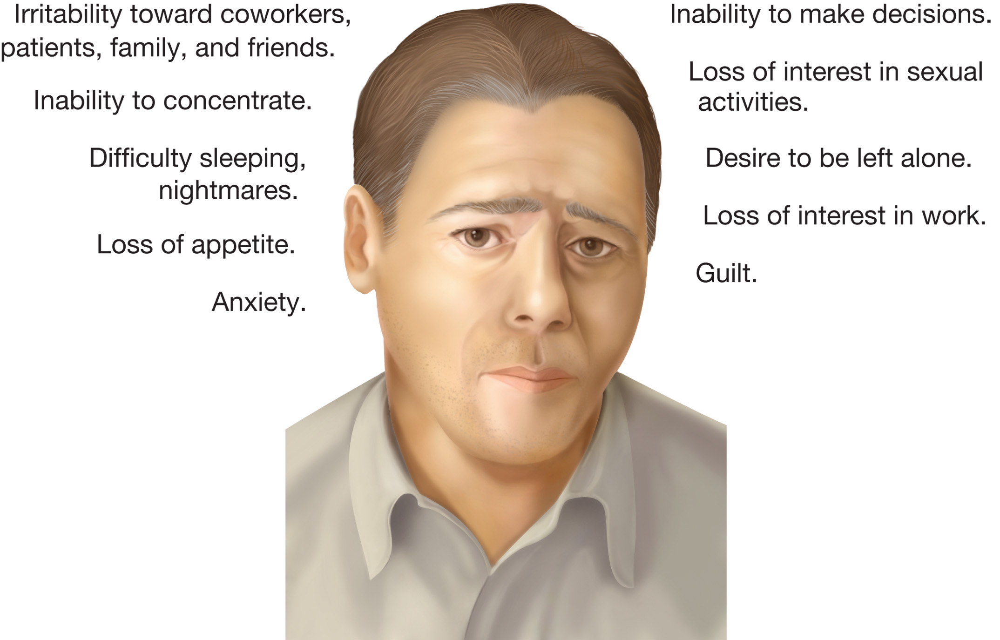 Irritability toward coworkers,
patients, family, and friends.
Inability to concentrate.
Difficulty sleeping,
nightmares.
Loss of appetite.
Anxiety.
Inability to make decisions.
Loss of interest in sexual
activities.
Desire to be left alone.
Loss of interest in work.
Guilt.